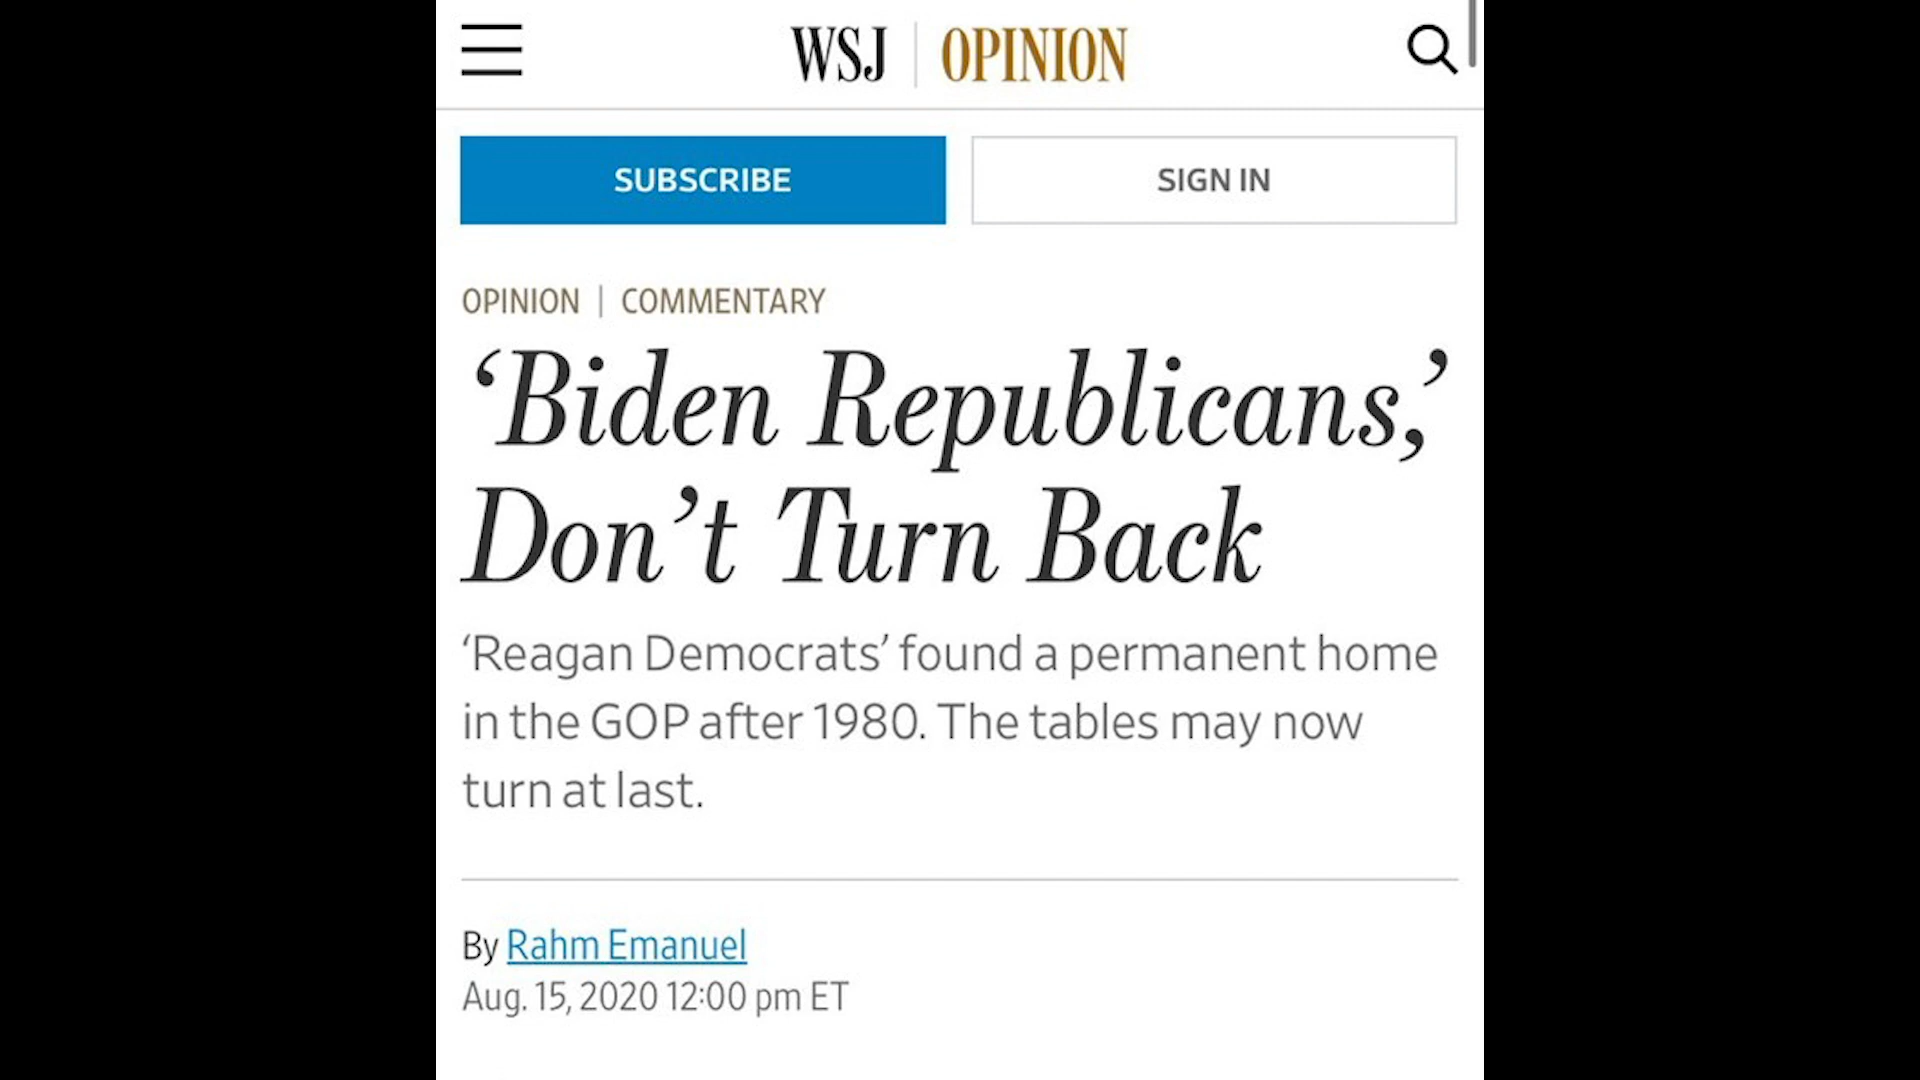 WSJ | OPINION
SUBSCRIBE
SIGN IN
OPINION | COMMENTARY
‘Biden Republicans,’
Don’t Turn Back
‘Reagan Democrats’ found a permanent home
in the GOP after 1980. The tables may now
turn at last.
By Rahm Emanuel
Aug. 15, 2020 12:00 pm ET